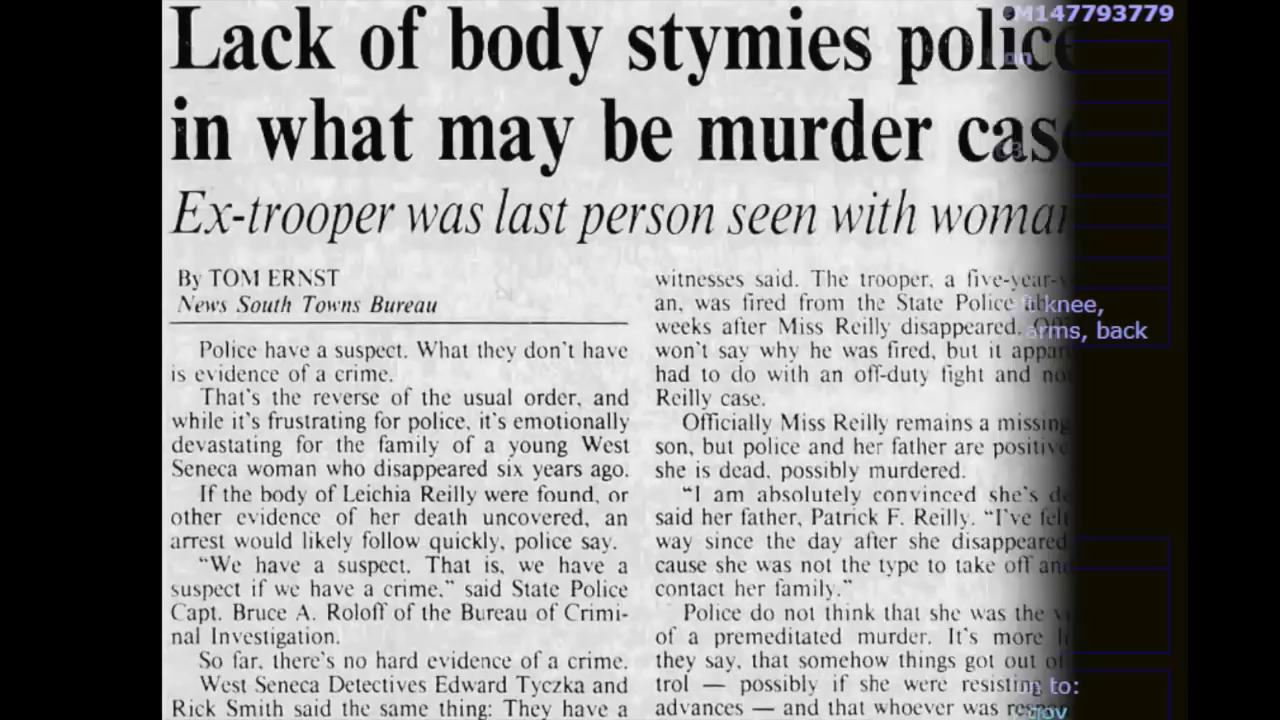 Lack of body stymies police
in what may be murder case
Ex-trooper was last person seen with woman
By TOM ERNST
News South Towns Bureau
Police have a suspect. What they don't have
is evidence of a crime.
That's the reverse of the usual order, and
while it's frustrating for police, it's emotionally
devastating for the family of a young West
Seneca woman who disappeared six years ago.
If the body of Leichia Reilly were found, or
other evidence of her death uncovered, an
arrest would likely follow quickly, police say.
“We have a suspect. That is, we have a
suspect if we have a crime,” said State Police
Capt. Bruce A. Roloff of the Bureau of Crimi-
nal Investigation.
So far, there's no hard evidence of a crime.
West Seneca Detectives Edward Tyczka and
Rick Smith said the same thing: They have a
witnesses said. The trooper, a five-year-
an, was fired from the State Police
weeks after Miss Reilly disappeared.
won't say why he was fired, but it
had to do with an off-duty fight and
Reilly case.
Officially Miss Reilly remains a missing
son, but police and her father are positive
she is dead, possibly murdered.
“I am absolutely convinced she's
said her father, Patrick F. Reilly. “I've
way since the day after she disappeared
cause she was not the type to take off and
contact her family.”
Police do not think that she was the
of a premeditated murder. It's more
they say, that somehow things got out of
trol — possibly if she were resisting
advances — and that whoever was
M147793779
knee,
arms, back
to:
gov